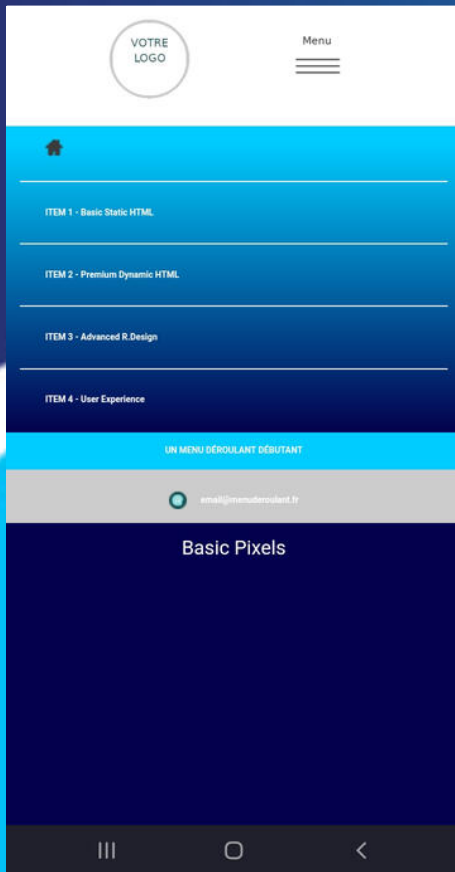 VOTRE
LOGO
Menu
ITEM 1 - Basic Static HTML
ITEM 2 - Premium Dynamic HTML
ITEM 3 - Advanced R.Design
ITEM 4 - User Experience
UN MENU DÉROULANT DÉBUTANT
email@menuderoulant.fr
Basic Pixels